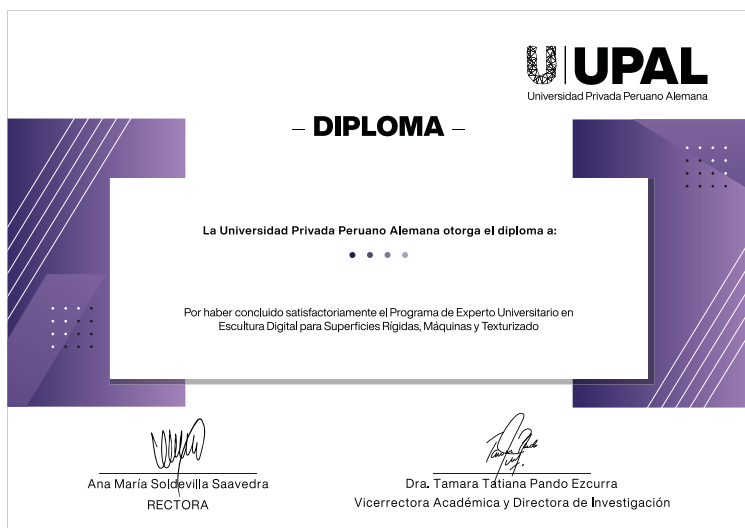 UPAL
Universidad Privada Peruano Alemana
– DIPLOMA –
La Universidad Privada Peruano Alemana otorga el diploma a:
Por haber concluido satisfactoriamente el Programa de Experto Universitario en
Escultura Digital para Superficies Rígidas, Máquinas y Texturizado
Ana María Soldevilla Saavedra
RECTORA
Dra. Tamara Tatiana Pando Ezcurra
Vicerrectora Académica y Directora de Investigación